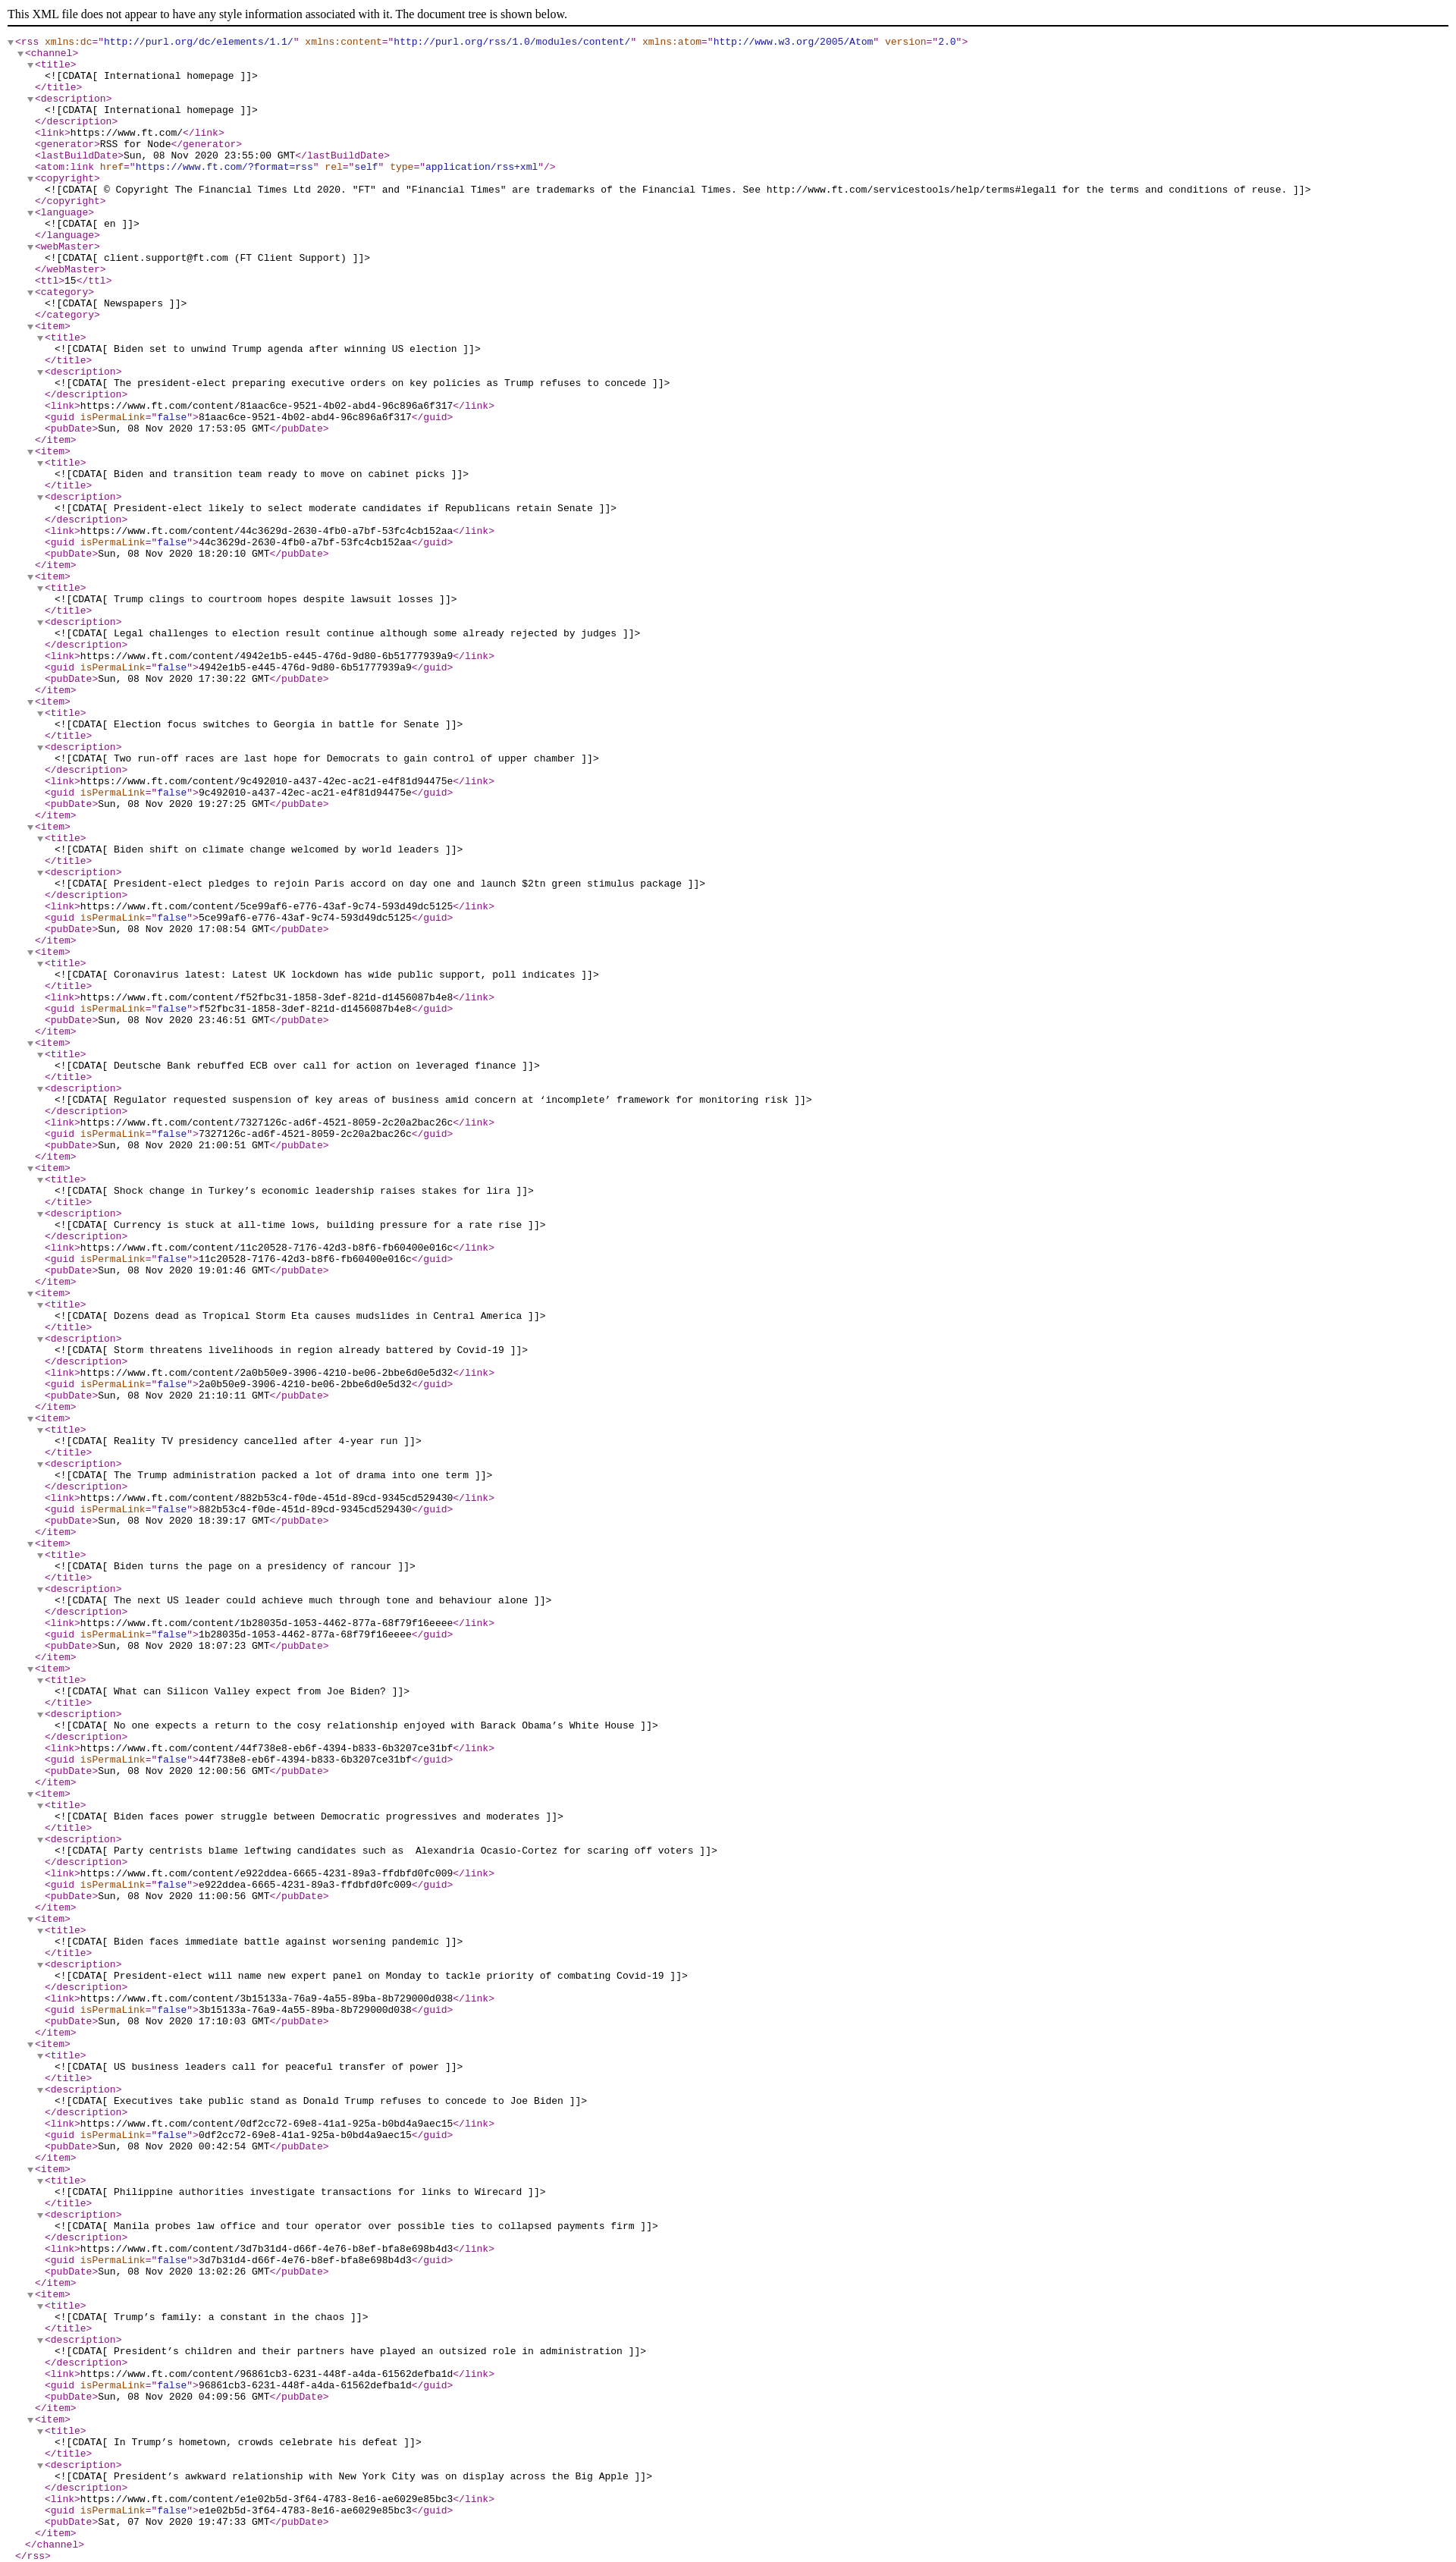 This XML file does not appear to have any style information associated with it. The document tree is shown below.
<rss xmlns:dc="http://purl.org/dc/elements/1.1/" xmlns:content="http://purl.org/rss/1.0/modules/content/" xmlns:atom="http://www.w3.org/2005/Atom" version="2.0">
<channel>
<title>
<![CDATA[ International homepage ]]>
</title>
<description>
<![CDATA[ International homepage ]]>
</description>
<link>https://www.ft.com/</link>
<generator>RSS for Node</generator>
<lastBuildDate>Sun, 08 Nov 2020 23:55:00 GMT</lastBuildDate>
<atom:link href="https://www.ft.com/?format=rss" rel="self" type="application/rss+xml"/>
<copyright>
<![CDATA[ © Copyright The Financial Times Ltd 2020. "FT" and "Financial Times" are trademarks of the Financial Times. See http://www.ft.com/servicestools/help/terms#legal1 for the terms and conditions of reuse. ]]>
</copyright>
<language>
<![CDATA[ en ]]>
</language>
<webMaster>
<![CDATA[ client.support@ft.com (FT Client Support) ]]>
</webMaster>
<ttl>15</ttl>
<category>
<![CDATA[ Newspapers ]]>
</category>
<item>
<title>
<![CDATA[ Biden set to unwind Trump agenda after winning US election ]]>
</title>
<description>
<![CDATA[ The president-elect preparing executive orders on key policies as Trump refuses to concede ]]>
</description>
<link>https://www.ft.com/content/81aac6ce-9521-4b02-abd4-96c896a6f317</link>
<guid isPermaLink="false">81aac6ce-9521-4b02-abd4-96c896a6f317</guid>
<pubDate>Sun, 08 Nov 2020 17:53:05 GMT</pubDate>
</item>
<item>
<title>
<![CDATA[ Biden and transition team ready to move on cabinet picks ]]>
</title>
<description>
<![CDATA[ President-elect likely to select moderate candidates if Republicans retain Senate ]]>
</description>
<link>https://www.ft.com/content/44c3629d-2630-4fb0-a7bf-53fc4cb152aa</link>
<guid isPermaLink="false">44c3629d-2630-4fb0-a7bf-53fc4cb152aa</guid>
<pubDate>Sun, 08 Nov 2020 18:20:10 GMT</pubDate>
</item>
<item>
<title>
<![CDATA[ Trump clings to courtroom hopes despite lawsuit losses ]]>
</title>
<description>
<![CDATA[ Legal challenges to election result continue although some already rejected by judges ]]>
</description>
<link>https://www.ft.com/content/4942e1b5-e445-476d-9d80-6b51777939a9</link>
<guid isPermaLink="false">4942e1b5-e445-476d-9d80-6b51777939a9</guid>
<pubDate>Sun, 08 Nov 2020 17:30:22 GMT</pubDate>
</item>
<item>
<title>
<![CDATA[ Election focus switches to Georgia in battle for Senate ]]>
</title>
<description>
<![CDATA[ Two run-off races are last hope for Democrats to gain control of upper chamber ]]>
</description>
<link>https://www.ft.com/content/9c492010-a437-42ec-ac21-e4f81d94475e</link>
<guid isPermaLink="false">9c492010-a437-42ec-ac21-e4f81d94475e</guid>
<pubDate>Sun, 08 Nov 2020 19:27:25 GMT</pubDate>
</item>
<item>
<title>
<![CDATA[ Biden shift on climate change welcomed by world leaders ]]>
</title>
<description>
<![CDATA[ President-elect pledges to rejoin Paris accord on day one and launch $2tn green stimulus package ]]>
</description>
<link>https://www.ft.com/content/5ce99af6-e776-43af-9c74-593d49dc5125</link>
<guid isPermaLink="false">5ce99af6-e776-43af-9c74-593d49dc5125</guid>
<pubDate>Sun, 08 Nov 2020 17:08:54 GMT</pubDate>
</item>
<item>
<title>
<![CDATA[ Coronavirus latest: Latest UK lockdown has wide public support, poll indicates ]]>
</title>
<link>https://www.ft.com/content/f52fbc31-1858-3def-821d-d1456087b4e8</link>
<guid isPermaLink="false">f52fbc31-1858-3def-821d-d1456087b4e8</guid>
<pubDate>Sun, 08 Nov 2020 23:46:51 GMT</pubDate>
</item>
<item>
<title>
<![CDATA[ Deutsche Bank rebuffed ECB over call for action on leveraged finance ]]>
</title>
<description>
<![CDATA[ Regulator requested suspension of key areas of business amid concern at ‘incomplete’ framework for monitoring risk ]]>
</description>
<link>https://www.ft.com/content/7327126c-ad6f-4521-8059-2c20a2bac26c</link>
<guid isPermaLink="false">7327126c-ad6f-4521-8059-2c20a2bac26c</guid>
<pubDate>Sun, 08 Nov 2020 21:00:51 GMT</pubDate>
</item>
<item>
<title>
<![CDATA[ Shock change in Turkey’s economic leadership raises stakes for lira ]]>
</title>
<description>
<![CDATA[ Currency is stuck at all-time lows, building pressure for a rate rise ]]>
</description>
<link>https://www.ft.com/content/11c20528-7176-42d3-b8f6-fb60400e016c</link>
<guid isPermaLink="false">11c20528-7176-42d3-b8f6-fb60400e016c</guid>
<pubDate>Sun, 08 Nov 2020 19:01:46 GMT</pubDate>
</item>
<item>
<title>
<![CDATA[ Dozens dead as Tropical Storm Eta causes mudslides in Central America ]]>
</title>
<description>
<![CDATA[ Storm threatens livelihoods in region already battered by Covid-19 ]]>
</description>
<link>https://www.ft.com/content/2a0b50e9-3906-4210-be06-2bbe6d0e5d32</link>
<guid isPermaLink="false">2a0b50e9-3906-4210-be06-2bbe6d0e5d32</guid>
<pubDate>Sun, 08 Nov 2020 21:10:11 GMT</pubDate>
</item>
<item>
<title>
<![CDATA[ Reality TV presidency cancelled after 4-year run ]]>
</title>
<description>
<![CDATA[ The Trump administration packed a lot of drama into one term ]]>
</description>
<link>https://www.ft.com/content/882b53c4-f0de-451d-89cd-9345cd529430</link>
<guid isPermaLink="false">882b53c4-f0de-451d-89cd-9345cd529430</guid>
<pubDate>Sun, 08 Nov 2020 18:39:17 GMT</pubDate>
</item>
<item>
<title>
<![CDATA[ Biden turns the page on a presidency of rancour ]]>
</title>
<description>
<![CDATA[ The next US leader could achieve much through tone and behaviour alone ]]>
</description>
<link>https://www.ft.com/content/1b28035d-1053-4462-877a-68f79f16eeee</link>
<guid isPermaLink="false">1b28035d-1053-4462-877a-68f79f16eeee</guid>
<pubDate>Sun, 08 Nov 2020 18:07:23 GMT</pubDate>
</item>
<item>
<title>
<![CDATA[ What can Silicon Valley expect from Joe Biden? ]]>
</title>
<description>
<![CDATA[ No one expects a return to the cosy relationship enjoyed with Barack Obama’s White House ]]>
</description>
<link>https://www.ft.com/content/44f738e8-eb6f-4394-b833-6b3207ce31bf</link>
<guid isPermaLink="false">44f738e8-eb6f-4394-b833-6b3207ce31bf</guid>
<pubDate>Sun, 08 Nov 2020 12:00:56 GMT</pubDate>
</item>
<item>
<title>
<![CDATA[ Biden faces power struggle between Democratic progressives and moderates ]]>
</title>
<description>
<![CDATA[ Party centrists blame leftwing candidates such as  Alexandria Ocasio-Cortez for scaring off voters ]]>
</description>
<link>https://www.ft.com/content/e922ddea-6665-4231-89a3-ffdbfd0fc009</link>
<guid isPermaLink="false">e922ddea-6665-4231-89a3-ffdbfd0fc009</guid>
<pubDate>Sun, 08 Nov 2020 11:00:56 GMT</pubDate>
</item>
<item>
<title>
<![CDATA[ Biden faces immediate battle against worsening pandemic ]]>
</title>
<description>
<![CDATA[ President-elect will name new expert panel on Monday to tackle priority of combating Covid-19 ]]>
</description>
<link>https://www.ft.com/content/3b15133a-76a9-4a55-89ba-8b729000d038</link>
<guid isPermaLink="false">3b15133a-76a9-4a55-89ba-8b729000d038</guid>
<pubDate>Sun, 08 Nov 2020 17:10:03 GMT</pubDate>
</item>
<item>
<title>
<![CDATA[ US business leaders call for peaceful transfer of power ]]>
</title>
<description>
<![CDATA[ Executives take public stand as Donald Trump refuses to concede to Joe Biden ]]>
</description>
<link>https://www.ft.com/content/0df2cc72-69e8-41a1-925a-b0bd4a9aec15</link>
<guid isPermaLink="false">0df2cc72-69e8-41a1-925a-b0bd4a9aec15</guid>
<pubDate>Sun, 08 Nov 2020 00:42:54 GMT</pubDate>
</item>
<item>
<title>
<![CDATA[ Philippine authorities investigate transactions for links to Wirecard ]]>
</title>
<description>
<![CDATA[ Manila probes law office and tour operator over possible ties to collapsed payments firm ]]>
</description>
<link>https://www.ft.com/content/3d7b31d4-d66f-4e76-b8ef-bfa8e698b4d3</link>
<guid isPermaLink="false">3d7b31d4-d66f-4e76-b8ef-bfa8e698b4d3</guid>
<pubDate>Sun, 08 Nov 2020 13:02:26 GMT</pubDate>
</item>
<item>
<title>
<![CDATA[ Trump’s family: a constant in the chaos ]]>
</title>
<description>
<![CDATA[ President’s children and their partners have played an outsized role in administration ]]>
</description>
<link>https://www.ft.com/content/96861cb3-6231-448f-a4da-61562defba1d</link>
<guid isPermaLink="false">96861cb3-6231-448f-a4da-61562defba1d</guid>
<pubDate>Sun, 08 Nov 2020 04:09:56 GMT</pubDate>
</item>
<item>
<title>
<![CDATA[ In Trump’s hometown, crowds celebrate his defeat ]]>
</title>
<description>
<![CDATA[ President’s awkward relationship with New York City was on display across the Big Apple ]]>
</description>
<link>https://www.ft.com/content/e1e02b5d-3f64-4783-8e16-ae6029e85bc3</link>
<guid isPermaLink="false">e1e02b5d-3f64-4783-8e16-ae6029e85bc3</guid>
<pubDate>Sat, 07 Nov 2020 19:47:33 GMT</pubDate>
</item>
</channel>
</rss>